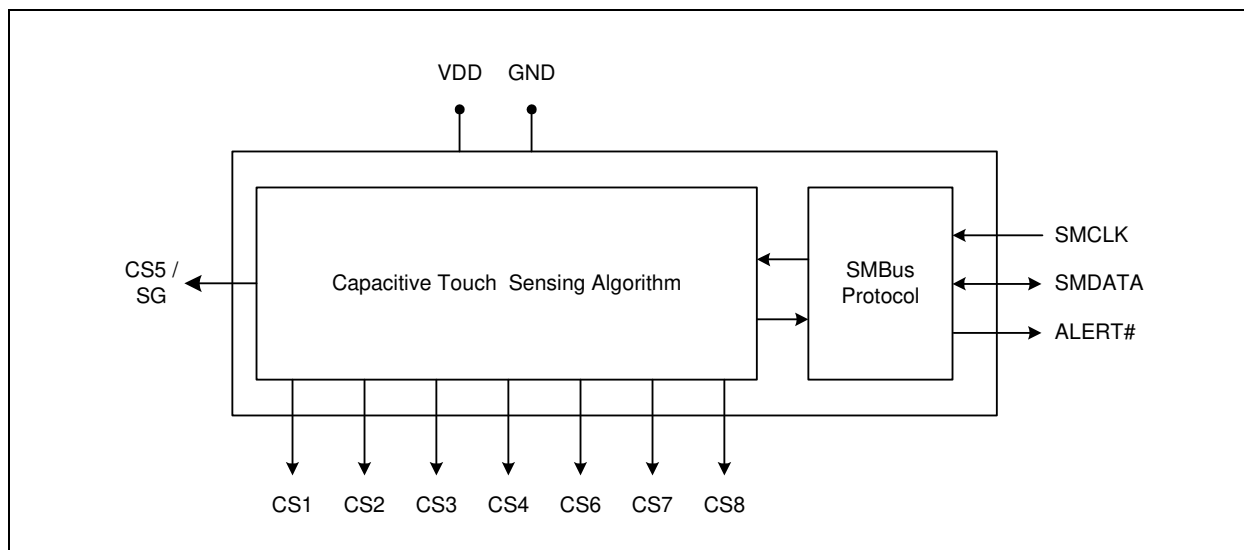 VDD GND
CS5 /
SG
Capacitive Touch Sensing Algorithm
SMBus
Protocol
SMCLK
SMDATA
ALERT#
CS1 CS2 CS3 CS4 CS6 CS7 CS8